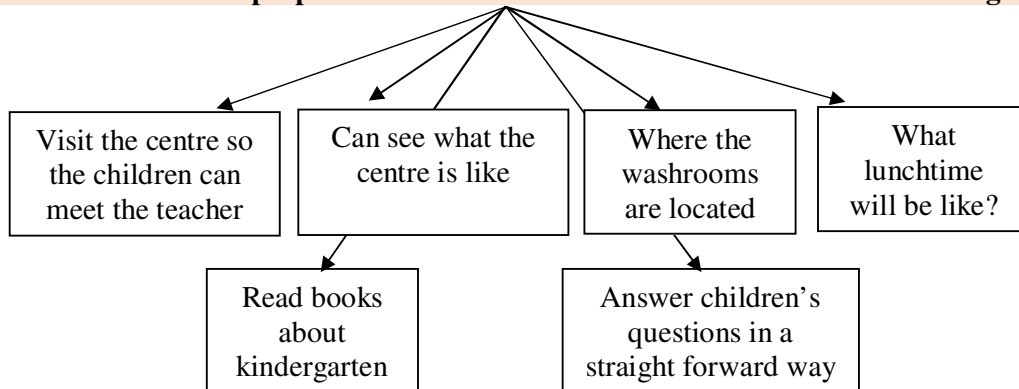 Visit the centre so
the children can
meet the teacher
Can see what the
centre is like
Where the
washrooms
are located
What
lunchtime
will be like?
Read books
about
kindergarten
Answer children's
questions in a
straight forward way